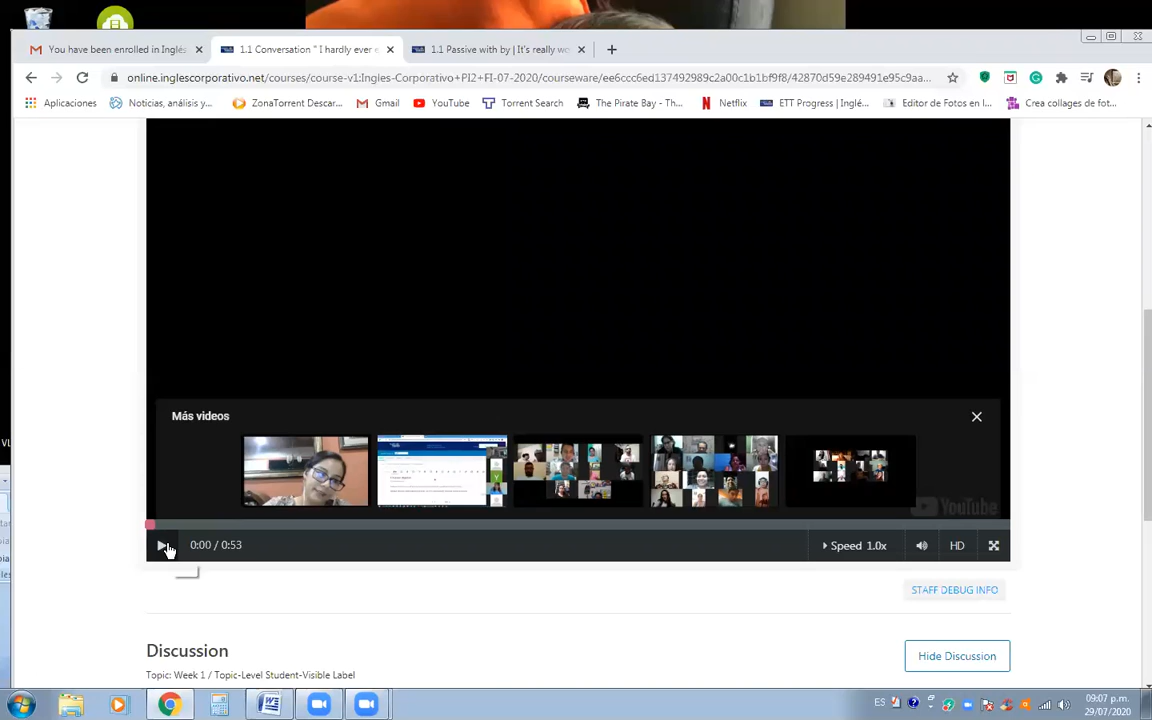 You have been enrolled in Inglés
1.1 Conversation " I hardly ever e
1.1 Passive with by | It's really wo
online.inglescorporativo.net/courses/course-v1:Ingles-Corporativo+PI2+FI-07-2020/courseware/ee6ccc6ed137492989c2a00c1b1bf9f8/42870d59e289491e95c9aa...
Aplicaciones
Noticias, análisis y...
ZonaTorrent Descar...
Gmail
YouTube
Torrent Search
The Pirate Bay - Th...
Netflix
ETT Progress | Inglé...
Editor de Fotos en l...
Crea collages de fot...
Más videos
YouTube
0:00 / 0:53
Speed 1.0x
HD
STAFF DEBUG INFO
Discussion
Hide Discussion
Topic: Week 1 / Topic-Level Student-Visible Label
ES
09:07 p.m.
29/07/2020